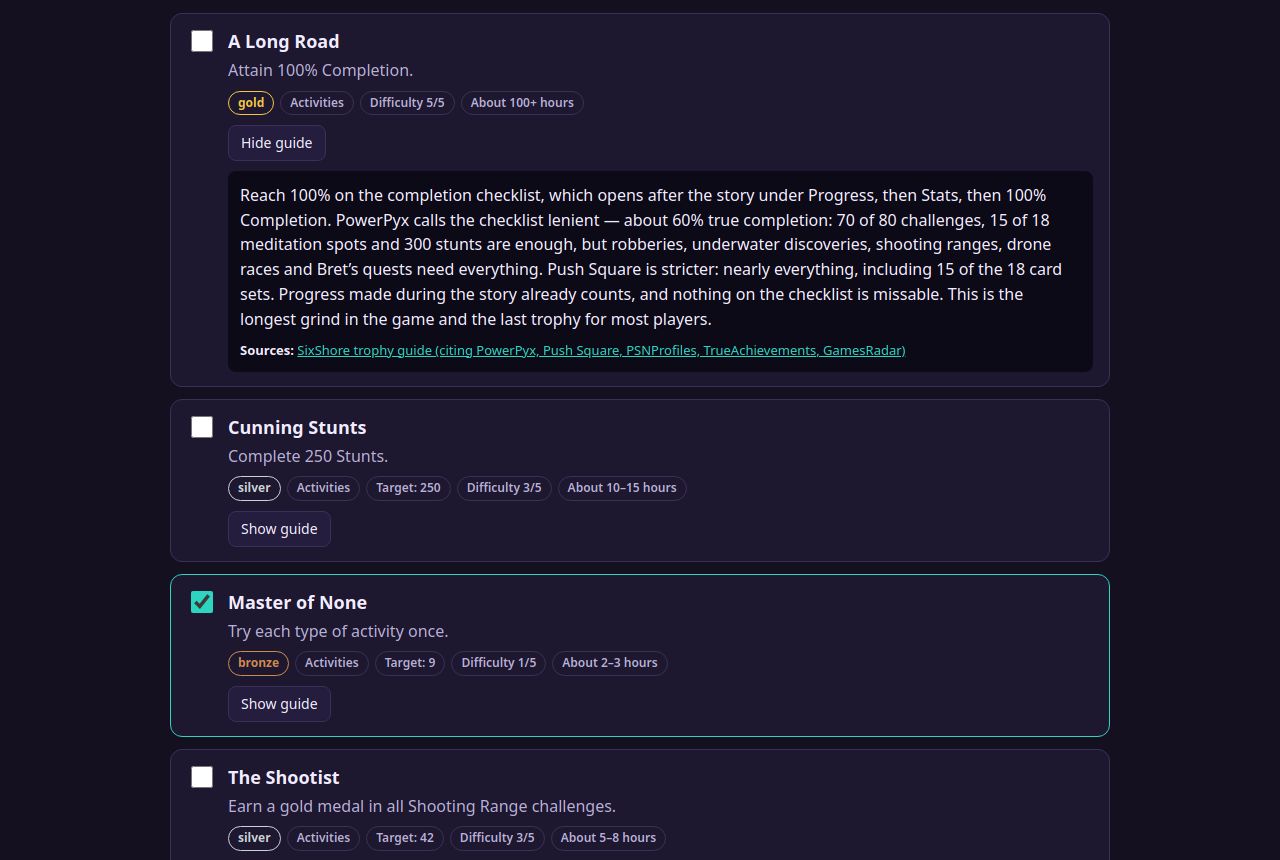 A Long Road
Attain 100% Completion.
gold Activities Difficulty 5/5 About 100+ hours
Hide guide
Reach 100% on the completion checklist, which opens after the story under Progress, then Stats, then 100%
Completion. PowerPyx calls the checklist lenient — about 60% true completion: 70 of 80 challenges, 15 of 18
meditation spots and 300 stunts are enough, but robberies, underwater discoveries, shooting ranges, drone
races and Bret’s quests need everything. Push Square is stricter: nearly everything, including 15 of the 18 card
sets. Progress made during the story already counts, and nothing on the checklist is missable. This is the
longest grind in the game and the last trophy for most players.
Sources: SixShore trophy guide (citing PowerPyx, Push Square, PSNProfiles, TrueAchievements, GamesRadar)
Cunning Stunts
Complete 250 Stunts.
silver Activities Target: 250 Difficulty 3/5 About 10–15 hours
Show guide
Master of None
Try each type of activity once.
bronze Activities Target: 9 Difficulty 1/5 About 2–3 hours
Show guide
The Shootist
Earn a gold medal in all Shooting Range challenges.
silver Activities Target: 42 Difficulty 3/5 About 5–8 hours